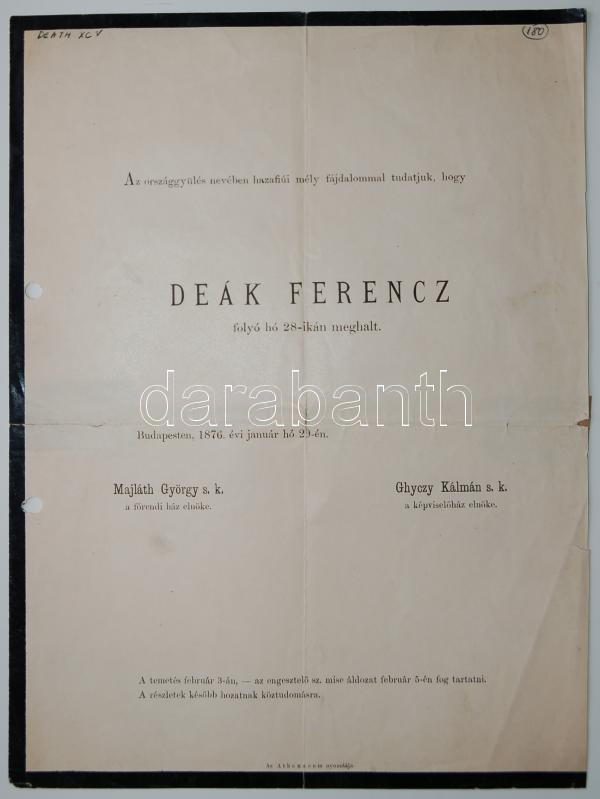 DEATH XCV
180
Az országgyülés nevében hazafiúi mély fájdalommal tudatjuk, hogy
DEÁK FERENCZ
folyó hó 28-ikán meghalt.
darabanth
Budapesten, 1876. évi január hó 29-én.
Majláth György s. k.
a főrendi ház elnöke.
Ghyczy Kálmán s. k.
a képviselőház elnöke.
A temetés február 3-án, — az engesztelő sz. mise áldozat február 5-én fog tartatni.
A részletek később hozatnak köztudomásra.
Az Athenaeum nyomdája.